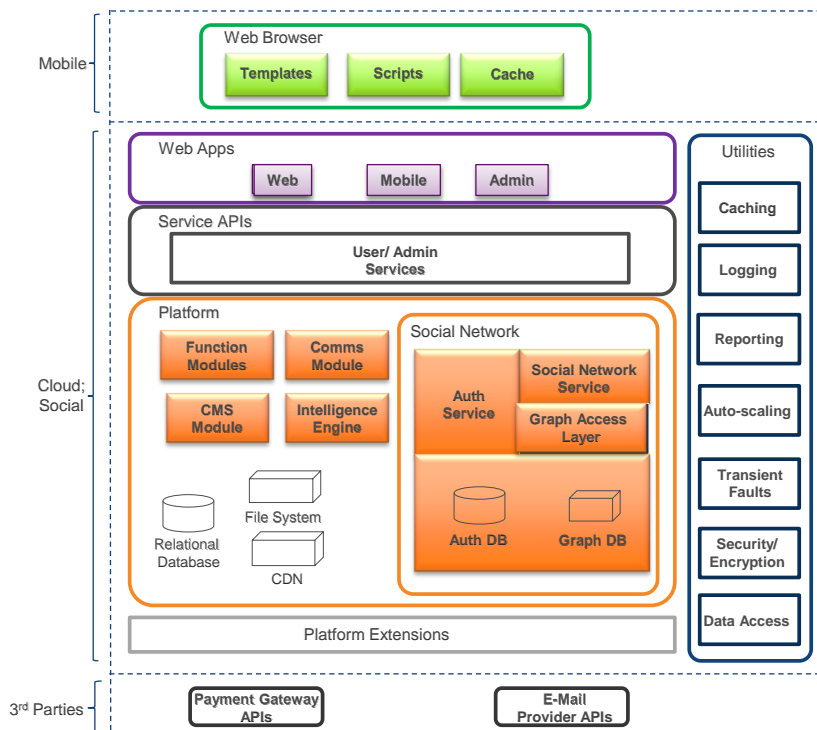 Mobile
Web Browser
Templates
Scripts
Cache
Cloud;
Social
Web Apps
Web
Mobile
Admin
Service APIs
User/ Admin
Services
Platform
Function
Modules
Comms
Module
CMS
Module
Intelligence
Engine
Relational
Database
File System
CDN
Social Network
Auth
Service
Social Network
Service
Graph Access
Layer
Auth DB
Graph DB
Platform Extensions
Utilities
Caching
Logging
Reporting
Auto-scaling
Transient
Faults
Security/
Encryption
Data Access
3rd Parties
Payment Gateway
APIs
E-Mail
Provider APIs